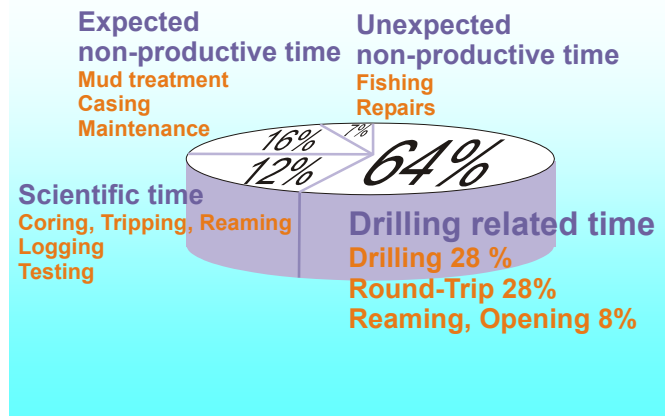 Expected
non-productive time
Mud treatment
Casing
Maintenance
Unexpected
non-productive time
Fishing
Repairs
16%
7%
12%
64%
Scientific time
Coring, Tripping, Reaming
Logging
Testing
Drilling related time
Drilling 28 %
Round-Trip 28%
Reaming, Opening 8%